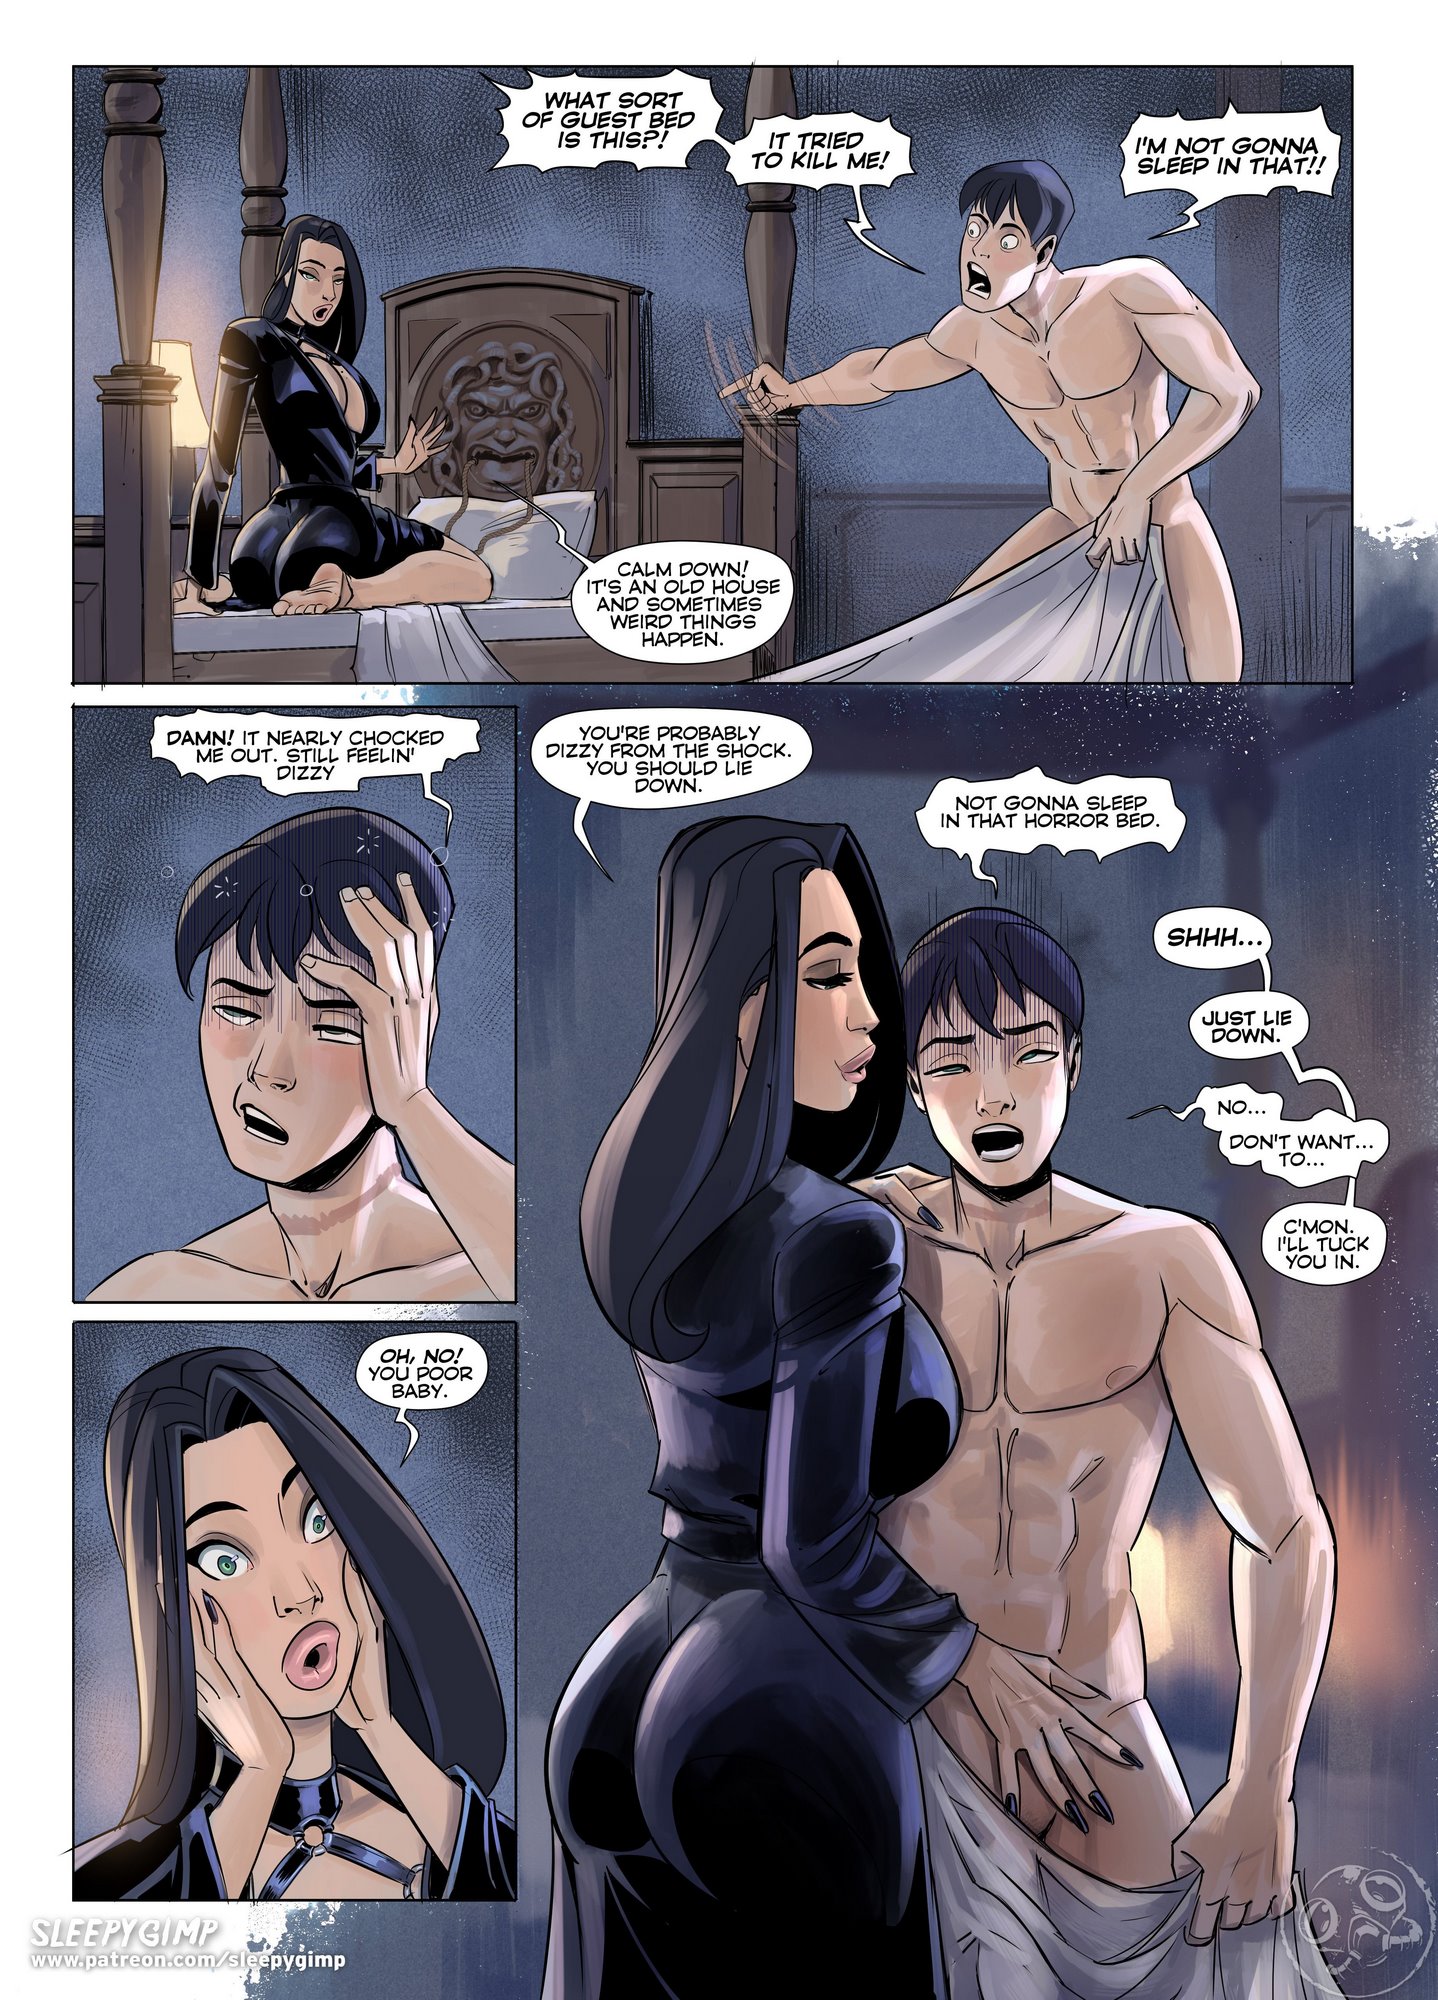 WHAT SORT
OF GUEST BED
IS THIS?!
IT TRIED
TO KILL ME!
I'M NOT GONNA
SLEEP IN THAT!!
CALM DOWN!
IT'S AN OLD HOUSE
AND SOMETIMES
WEIRD THINGS
HAPPEN.
DAMN! IT NEARLY CHOCKED
ME OUT. STILL FEELIN'
DIZZY
OH, NO!
YOU POOR
BABY.
YOU'RE PROBABLY
DIZZY FROM THE SHOCK.
YOU SHOULD LIE
DOWN.
NOT GONNA SLEEP
IN THAT HORROR BED.
SHHH...
JUST LIE
DOWN.
NO...
DON'T WANT...
TO...
C'MON.
I'LL TUCK
YOU IN.
SLEEPYGIMP
www.patreon.com/sleepygimp